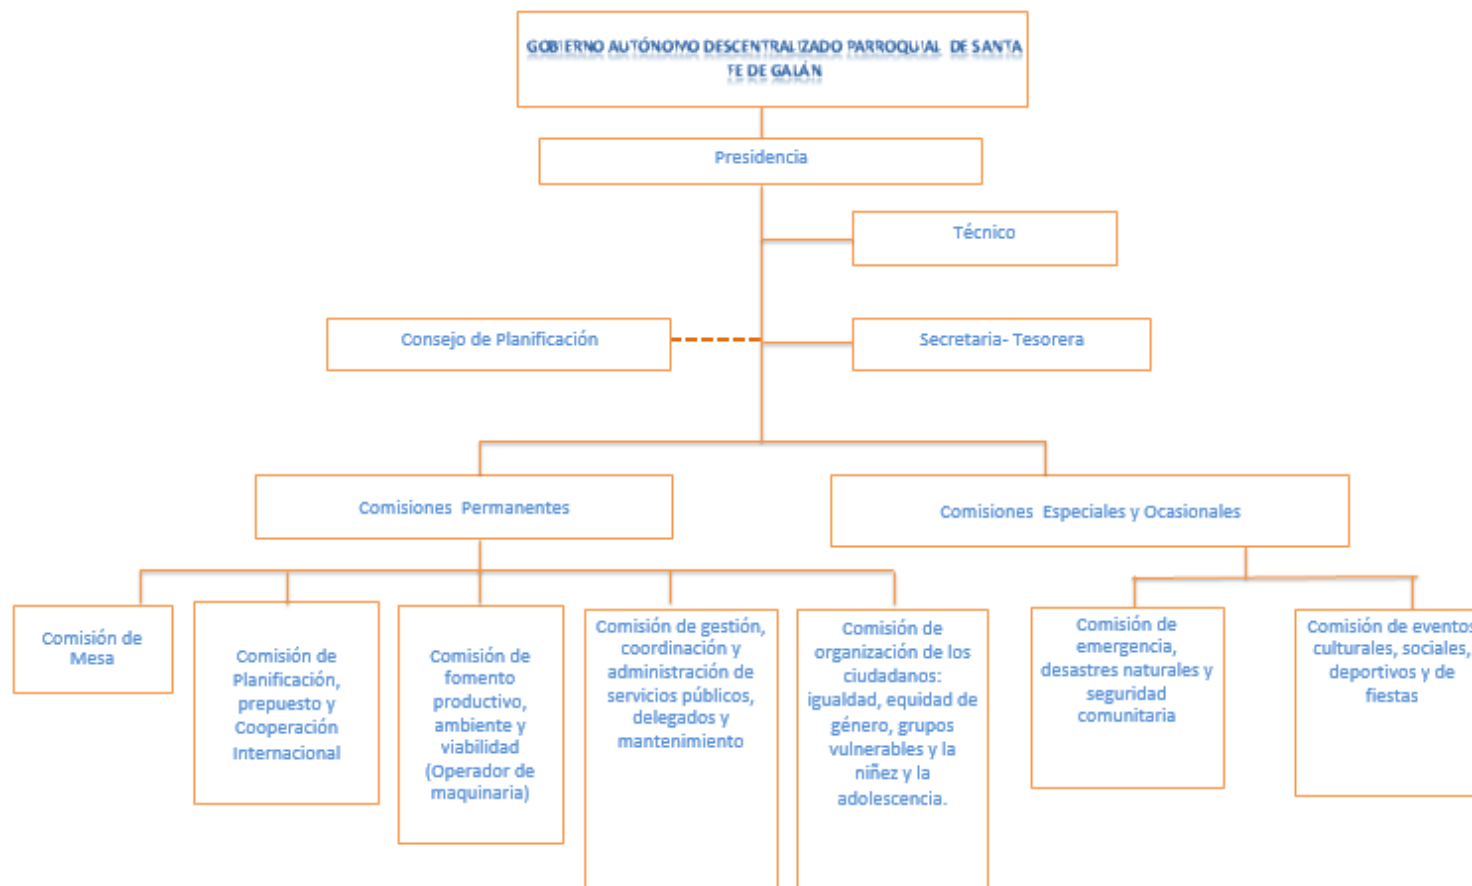 GOBIERNO AUTÓNOMO DESCENTRALIZADO PARROQUIAL DE SANTA
FE DE GALÁN
Presidencia
Técnico
Consejo de Planificación
Secretaria- Tesorera
Comisiones Permanentes
Comisiones Especiales y Ocasionales
Comisión de
Mesa
Comisión de
Planificación,
prepuesto y
Cooperación
Internacional
Comisión de
fomento
productivo,
ambiente y
viabilidad
(Operador de
maquinaria)
Comisión de gestión,
coordinación y
administración de
servicios públicos,
delegados y
mantenimiento
Comisión de
organización de los
ciudadanos:
igualdad, equidad de
género, grupos
vulnerables y la
niñez y la
adolescencia.
Comisión de
emergencia,
desastres naturales y
seguridad
comunitaria
Comisión de eventos
culturales, sociales,
deportivos y de
fiestas